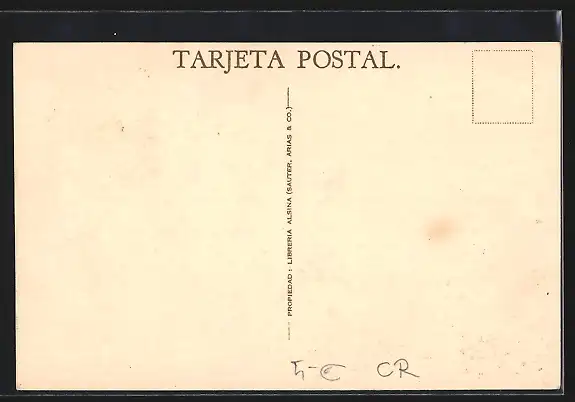 TARJETA POSTAL.
PROPIEDAD: LIBRERIA ALSINA (SAUTER, ARIAS & CO.)
CR